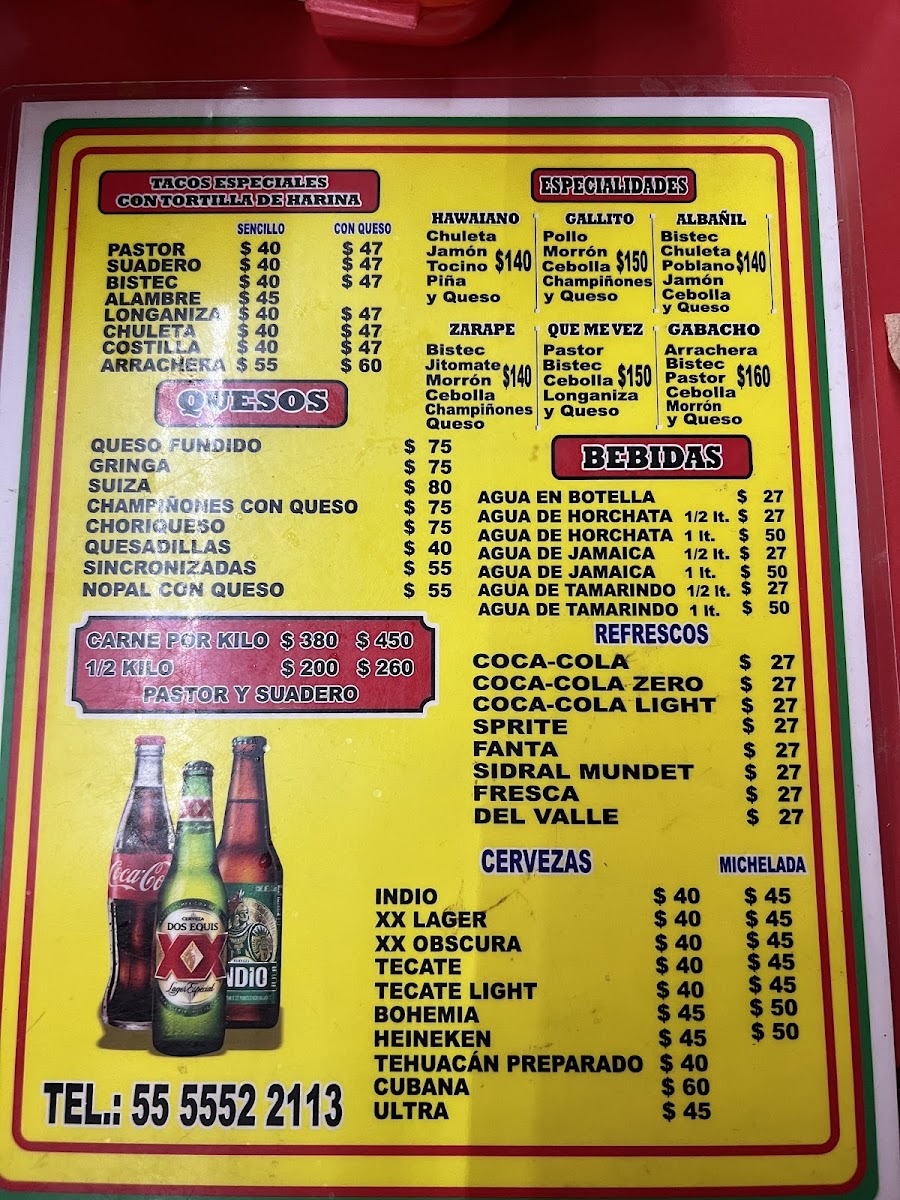 TACOS ESPECIALES
CON TORTILLA DE HARINA
SENCILLO CON QUESO
PASTOR $ 40 $ 47
SUADERO $ 40 $ 47
BISTEC $ 40 $ 47
ALAMBRE $ 45
LONGANIZA $ 40 $ 47
CHULETA $ 40 $ 47
COSTILLA $ 40 $ 47
ARRACHERA $ 55 $ 60
QUESOS
QUESO FUNDIDO $ 75
GRINGA $ 75
SUIZA $ 80
CHAMPIÑONES CON QUESO $ 75
CHORIQUESO $ 75
QUESADILLAS $ 40
SINCRONIZADAS $ 55
NOPAL CON QUESO $ 55
CARNE POR KILO $ 380 $ 450
1/2 KILO $ 200 $ 260
PASTOR Y SUADERO
ESPECIALIDADES
HAWAIANO
Chuleta
Jamón
Tocino $140
Piña
y Queso
GALLITO
Pollo
Morrón
Cebolla $150
Champiñones
y Queso
ALBAÑIL
Bistec
Chuleta
Poblano $140
Jamón
Cebolla
y Queso
ZARAPE
Bistec
Jitomate
Morrón $140
Cebolla
Champiñones
Queso
QUE ME VEZ
Pastor
Bistec
Cebolla $150
Longaniza
y Queso
GABACHO
Arrachera
Bistec
Pastor $160
Cebolla
Morrón
y Queso
BEBIDAS
AGUA EN BOTELLA $ 27
AGUA DE HORCHATA 1/2 lt. $ 27
AGUA DE HORCHATA 1 lt. $ 50
AGUA DE JAMAICA 1/2 lt. $ 27
AGUA DE JAMAICA 1 lt. $ 50
AGUA DE TAMARINDO 1/2 lt. $ 27
AGUA DE TAMARINDO 1 lt. $ 50
REFRESCOS
COCA-COLA $ 27
COCA-COLA ZERO $ 27
COCA-COLA LIGHT $ 27
SPRITE $ 27
FANTA $ 27
SIDRAL MUNDET $ 27
FRESCA $ 27
DEL VALLE $ 27
CERVEZAS MICHELADA
INDIO $ 40 $ 45
XX LAGER $ 40 $ 45
XX OBSCURA $ 40 $ 45
TECATE $ 40 $ 45
TECATE LIGHT $ 40 $ 45
BOHEMIA $ 45 $ 50
HEINEKEN $ 45 $ 50
TEHUACÁN PREPARADO $ 40
CUBANA $ 60
ULTRA $ 45
Coca-Co
XX
CERVEZA
DOS EQUIS
XX
Lager Especial
NDiO
TEL.: 55 5552 2113